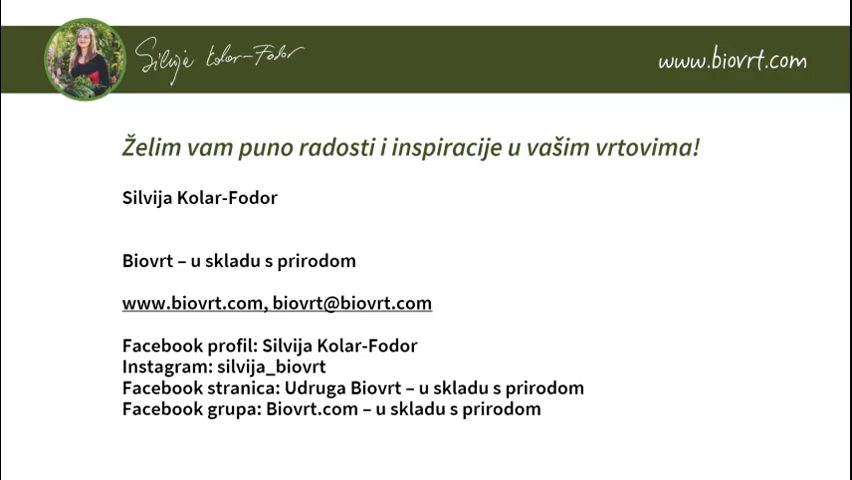 Silvije Kolar-Fodor
www.biovrt.com
Želim vam puno radosti i inspiracije u vašim vrtovima!
Silvija Kolar-Fodor
Biovrt – u skladu s prirodom
www.biovrt.com, biovrt@biovrt.com
Facebook profil: Silvija Kolar-Fodor
Instagram: silvija_biovrt
Facebook stranica: Udruga Biovrt – u skladu s prirodom
Facebook grupa: Biovrt.com – u skladu s prirodom